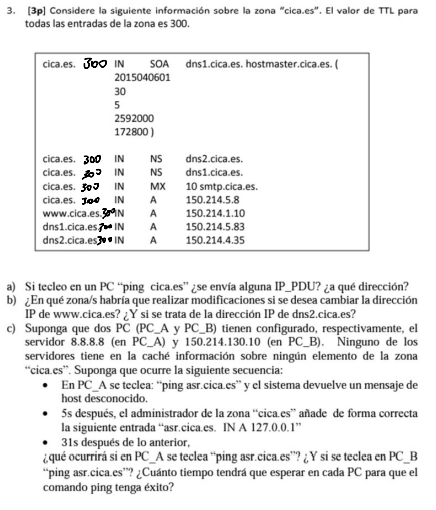 3. [3p] Considere la siguiente información sobre la zona "cica.es". El valor de TTL para
todas las entradas de la zona es 300.
cica.es. 300 IN SOA dns1.cica.es. hostmaster.cica.es. (
2015040601
30
5
2592000
172800 )
cica.es. 300 IN NS dns2.cica.es.
cica.es. 300 IN NS dns1.cica.es.
cica.es. 300 IN MX 10 smtp.cica.es.
cica.es. 300 IN A 150.214.5.8
www.cica.es. 300 IN A 150.214.1.10
dns1.cica.es 300 IN A 150.214.5.83
dns2.cica.es 300 IN A 150.214.4.35
a) Si tecleo en un PC "ping cica.es" ¿se envía alguna IP_PDU? ¿a qué dirección?
b) ¿En qué zona/s habría que realizar modificaciones si se desea cambiar la dirección
IP de www.cica.es? ¿Y si se trata de la dirección IP de dns2.cica.es?
c) Suponga que dos PC (PC_A y PC_B) tienen configurado, respectivamente, el
servidor 8.8.8.8 (en PC_A) y 150.214.130.10 (en PC_B). Ninguno de los
servidores tiene en la caché información sobre ningún elemento de la zona
"cica.es". Suponga que ocurre la siguiente secuencia:
• En PC_A se teclea: "ping asr.cica.es" y el sistema devuelve un mensaje de
host desconocido.
• 5s después, el administrador de la zona "cica.es" añade de forma correcta
la siguiente entrada "asr.cica.es. IN A 127.0.0.1"
• 31s después de lo anterior,
¿qué ocurrirá si en PC_A se teclea "ping asr.cica.es"? ¿Y si se teclea en PC_B
"ping asr.cica.es"? ¿Cuánto tiempo tendrá que esperar en cada PC para que el
comando ping tenga éxito?